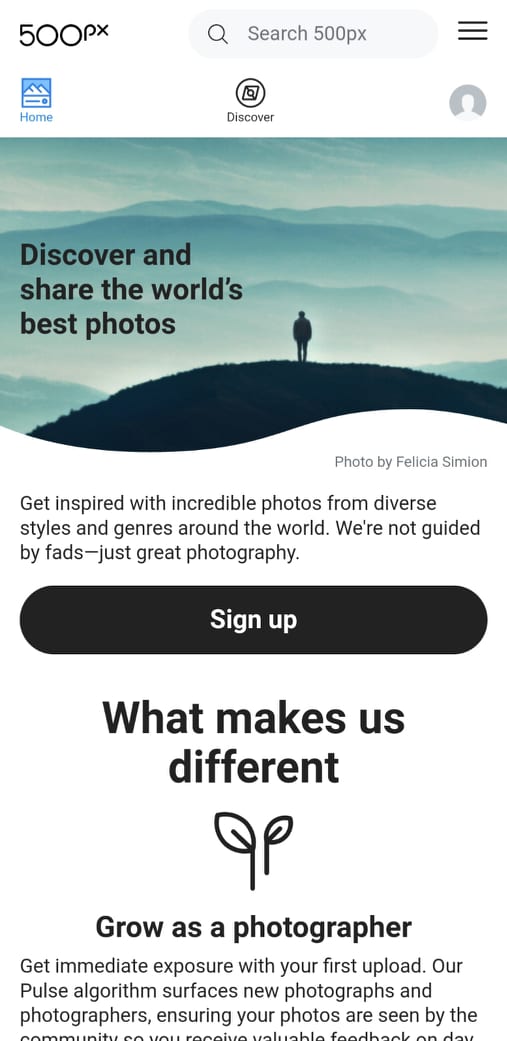 500px
Search 500px
Home
Discover
Discover and
share the world's
best photos
Photo by Felicia Simion
Get inspired with incredible photos from diverse
styles and genres around the world. We're not guided
by fads—just great photography.
Sign up
What makes us
different
Grow as a photographer
Get immediate exposure with your first upload. Our
Pulse algorithm surfaces new photographs and
photographers, ensuring your photos are seen by the
community so you receive valuable feedback on day